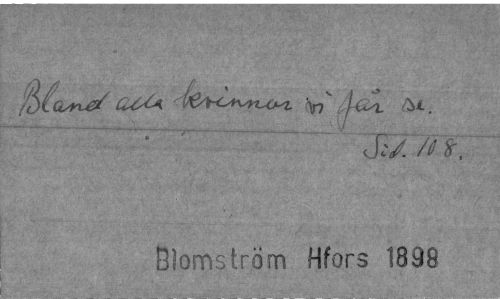 Bland alla kvinnor vi får se.
Sid. 108.
Blomström Hfors 1898